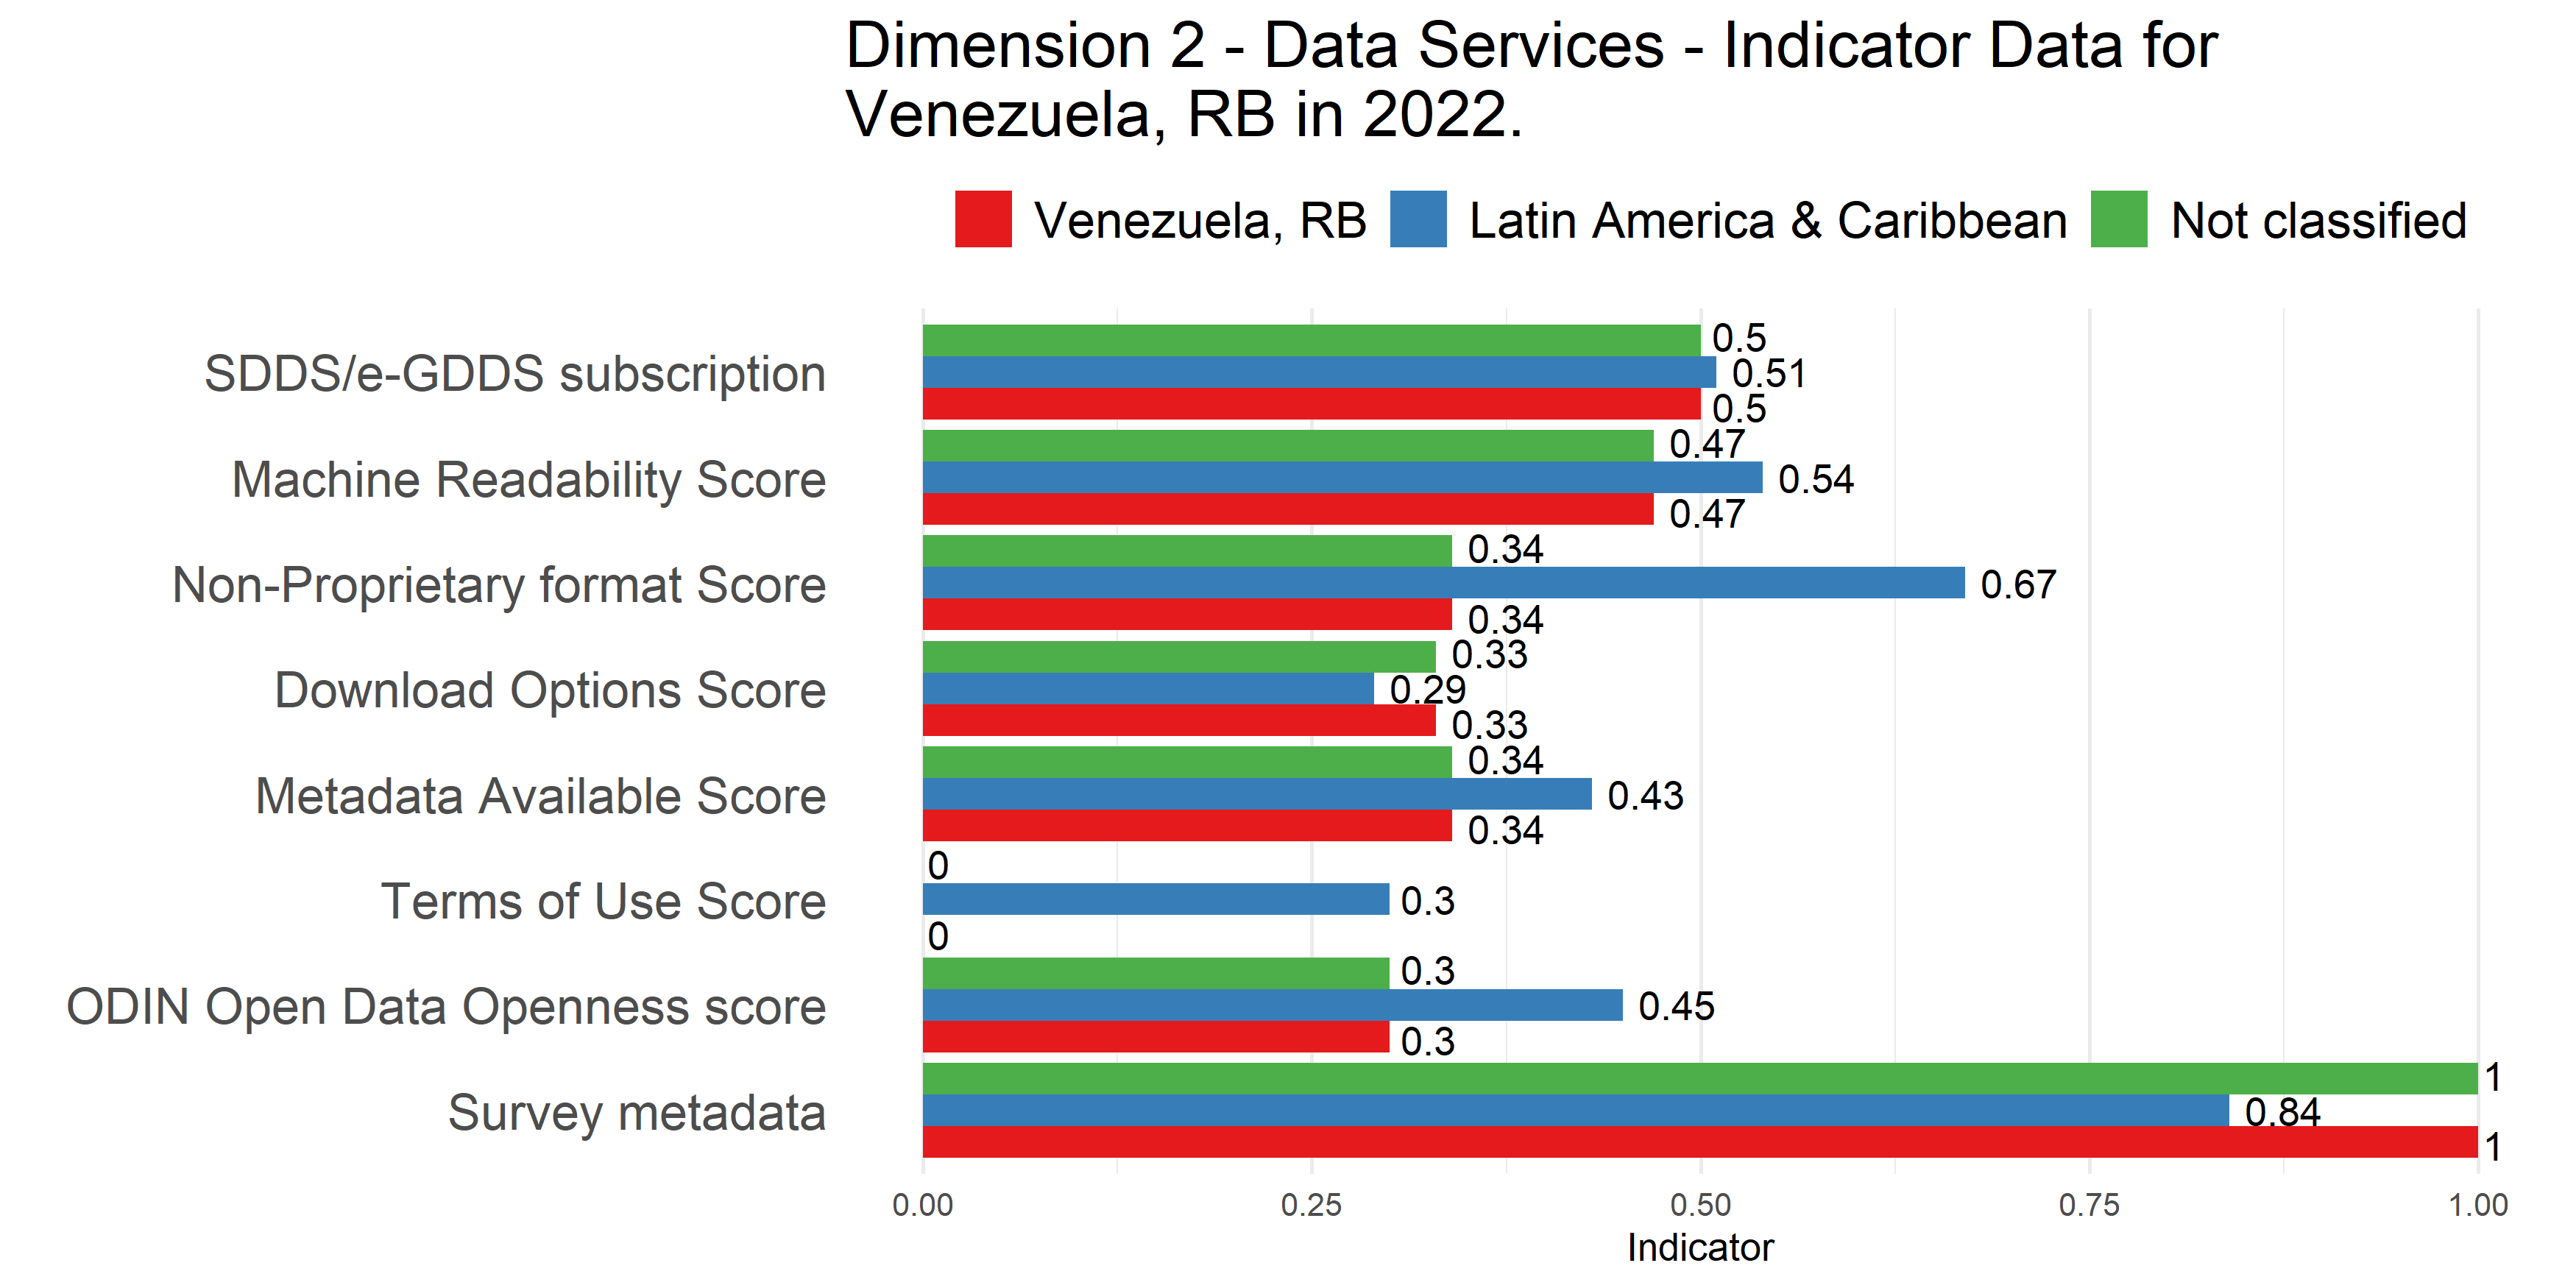 Dimension 2 - Data Services - Indicator Data for
Venezuela, RB in 2022.
Venezuela, RB Latin America & Caribbean Not classified
SDDS/e-GDDS subscription
0.5
0.51
0.5
Machine Readability Score
0.47
0.54
0.47
Non-Proprietary format Score
0.34
0.67
0.34
Download Options Score
0.33
0.29
0.33
Metadata Available Score
0.34
0.43
0.34
Terms of Use Score
0
0.3
0
ODIN Open Data Openness score
0.3
0.45
0.3
Survey metadata
1
0.84
1
0.00 0.25 0.50 0.75 1.00
Indicator